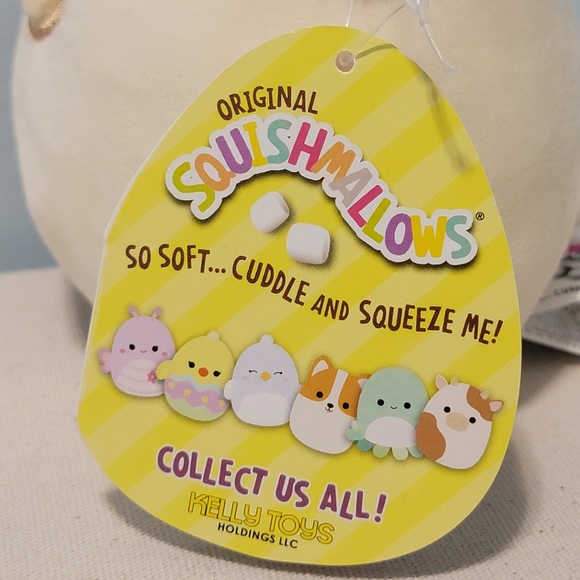 ORIGINAL
SQUISHMALLOWS®
SO SOFT... CUDDLE AND SQUEEZE ME!
COLLECT US ALL!
KELLY TOYS
HOLDINGS LLC